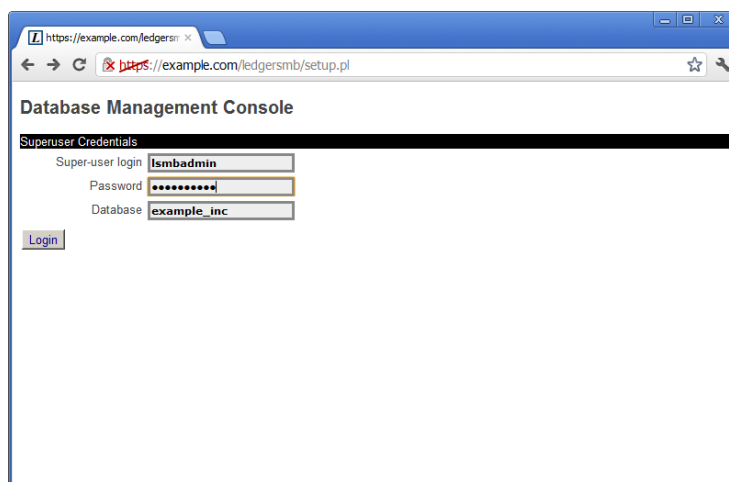 L https://example.com/ledgersm
https://example.com/ledgersmb/setup.pl
Database Management Console
Superuser Credentials
Super-user login lsmbadmin
Password ••••••••••
Database example_inc
Login